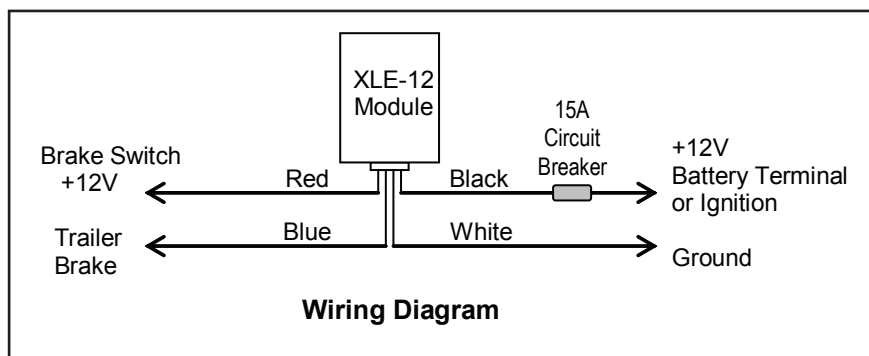 XLE-12
Module
15A
Circuit
Breaker
Brake Switch
+12V
Red
Black
+12V
Battery Terminal
or Ignition
Trailer
Brake
Blue
White
Ground
Wiring Diagram